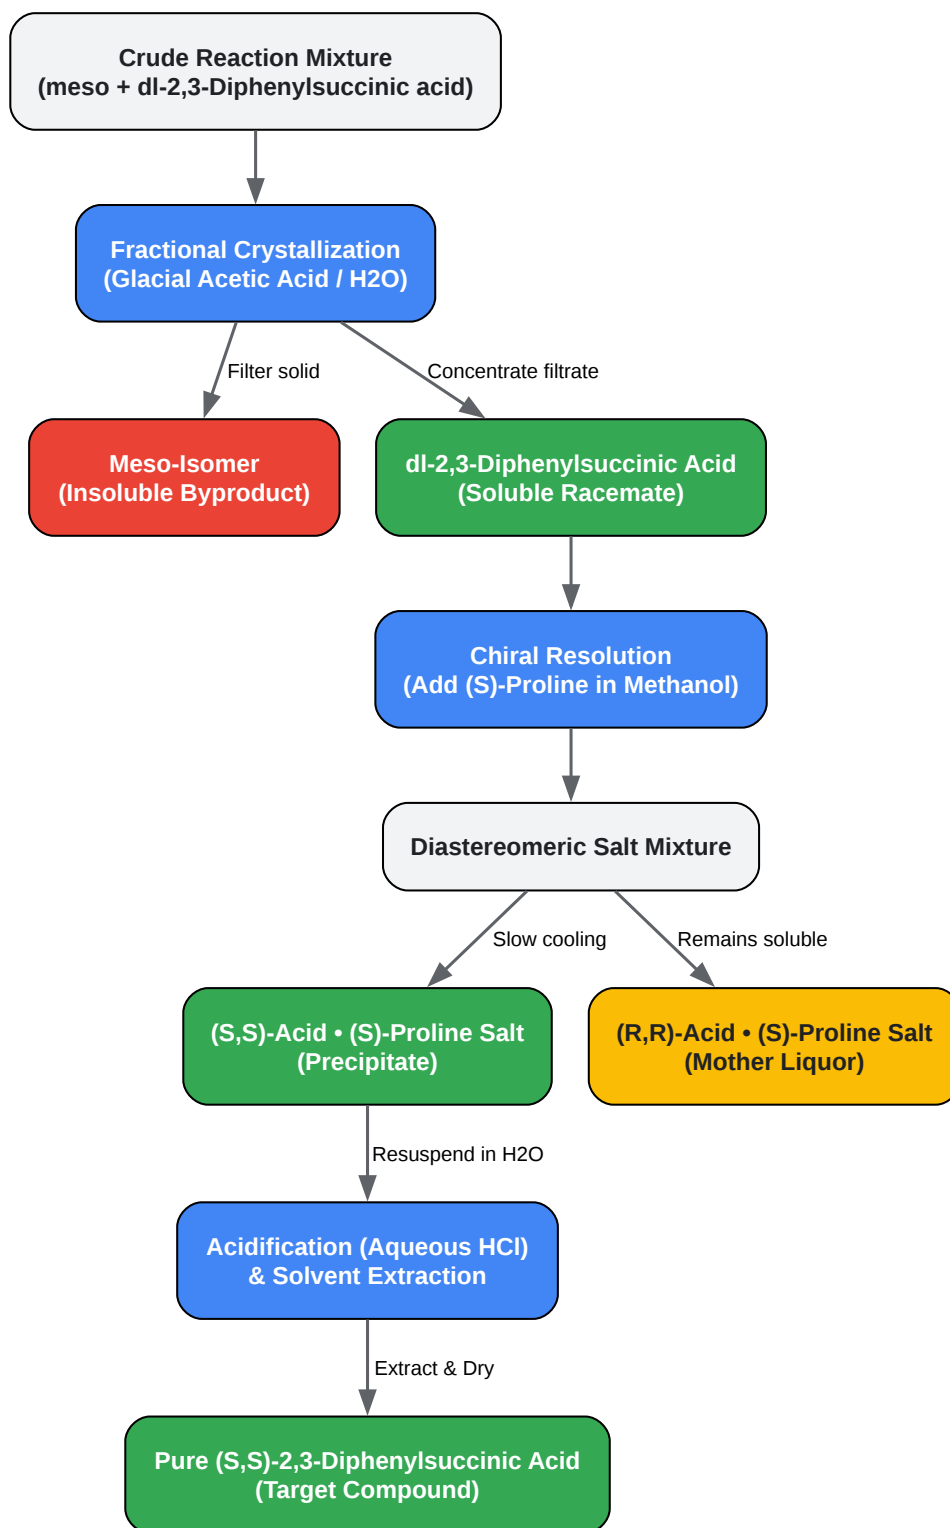 Crude Reaction Mixture
(meso + dl-2,3-Diphenylsuccinic acid)
Fractional Crystallization
(Glacial Acetic Acid / H2O)
Filter solid
Concentrate filtrate
Meso-Isomer
(Insoluble Byproduct)
dl-2,3-Diphenylsuccinic Acid
(Soluble Racemate)
Chiral Resolution
(Add (S)-Proline in Methanol)
Diastereomeric Salt Mixture
Slow cooling
Remains soluble
(S,S)-Acid • (S)-Proline Salt
(Precipitate)
(R,R)-Acid • (S)-Proline Salt
(Mother Liquor)
Resuspend in H2O
Acidification (Aqueous HCl)
& Solvent Extraction
Extract & Dry
Pure (S,S)-2,3-Diphenylsuccinic Acid
(Target Compound)